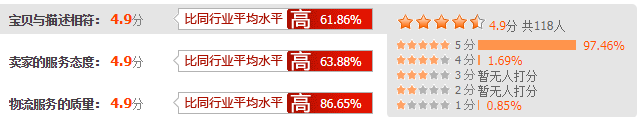 宝贝与描述相符: 4.9分 比同行业平均水平 高 61.86%
卖家的服务态度: 4.9分 比同行业平均水平 高 63.88%
物流服务的质量: 4.9分 比同行业平均水平 高 86.65%
4.9分 共118人
5分 97.46%
4分 1.69%
3分 暂无人打分
2分 暂无人打分
1分 0.85%